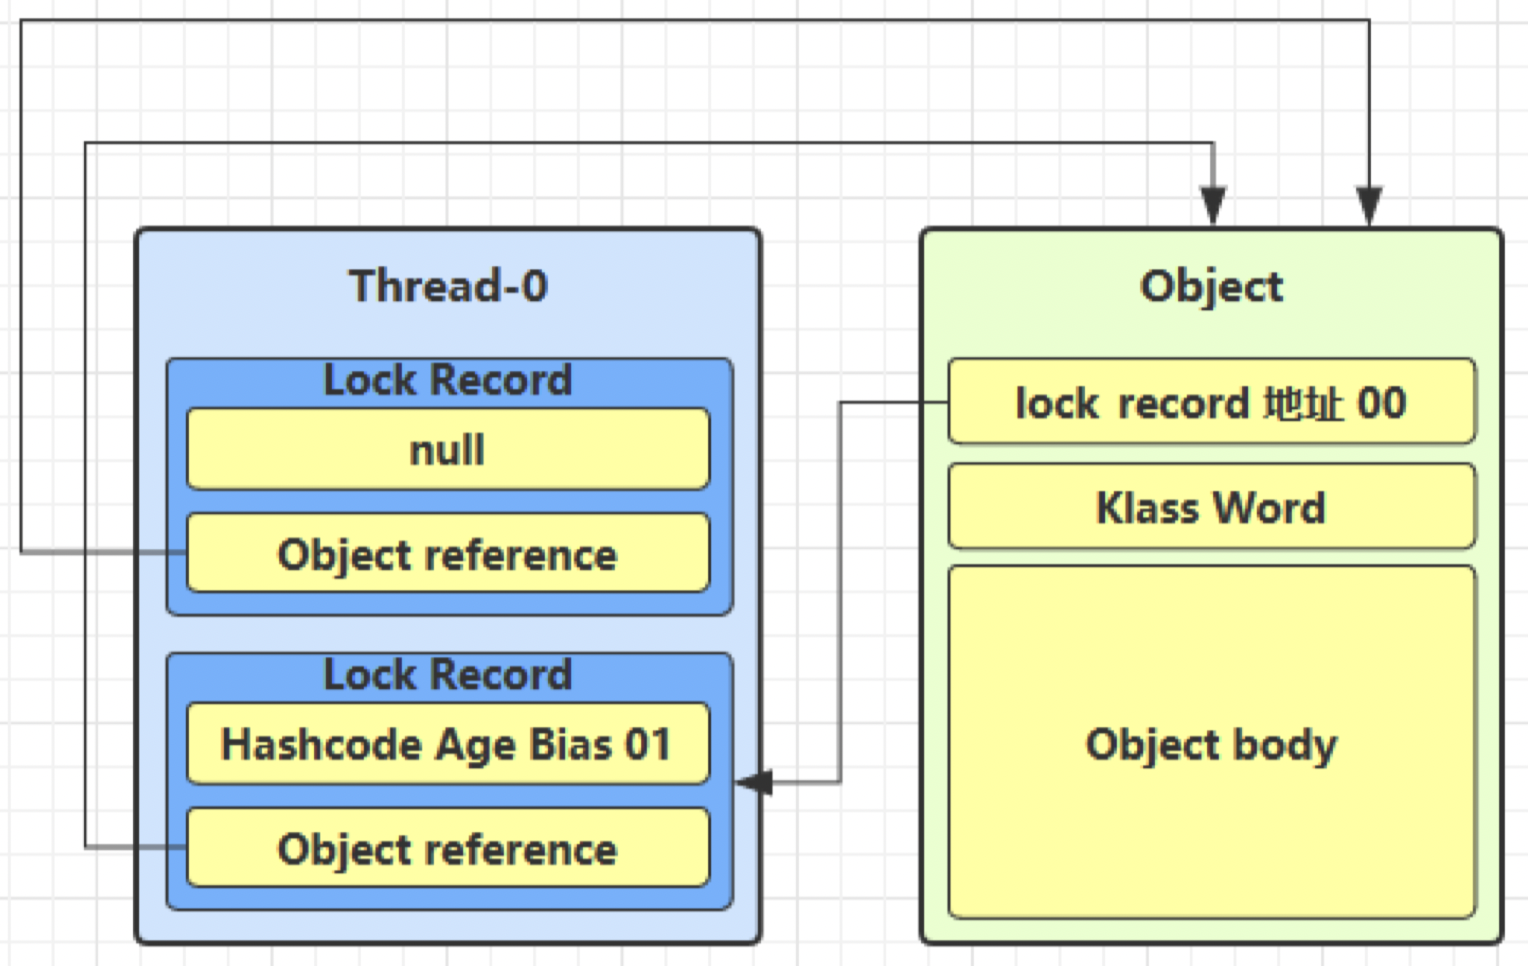 Thread-0
Lock Record
null
Object reference
Lock Record
Hashcode Age Bias 01
Object reference
Object
lock record 地址 00
Klass Word
Object body